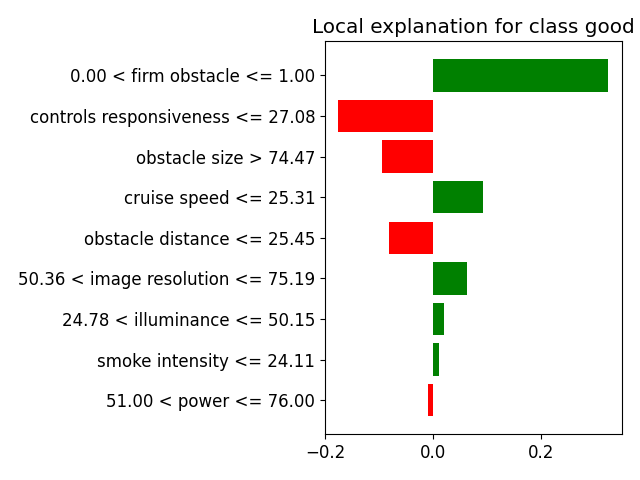 Local explanation for class good
0.00 < firm obstacle <= 1.00
controls responsiveness <= 27.08
obstacle size > 74.47
cruise speed <= 25.31
obstacle distance <= 25.45
50.36 < image resolution <= 75.19
24.78 < illuminance <= 50.15
smoke intensity <= 24.11
51.00 < power <= 76.00
−0.2 0.0 0.2